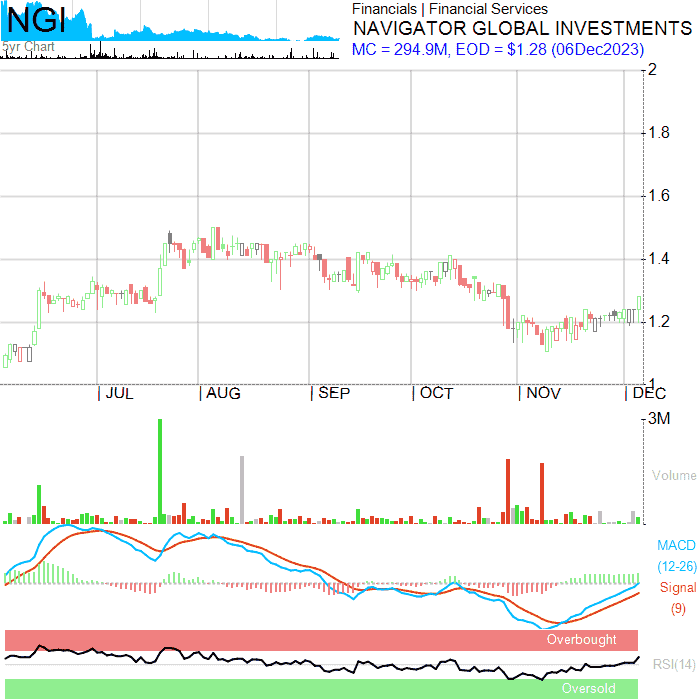 NGI
5yr Chart
Financials | Financial Services
NAVIGATOR GLOBAL INVESTMENTS
MC = 294.9M, EOD = $1.28 (06Dec2023)
2
1.8
1.6
1.4
1.2
1
JUL AUG SEP OCT NOV DEC
3M
Volume
MACD
(12-26)
Signal
(9)
Overbought
RSI(14)
Oversold